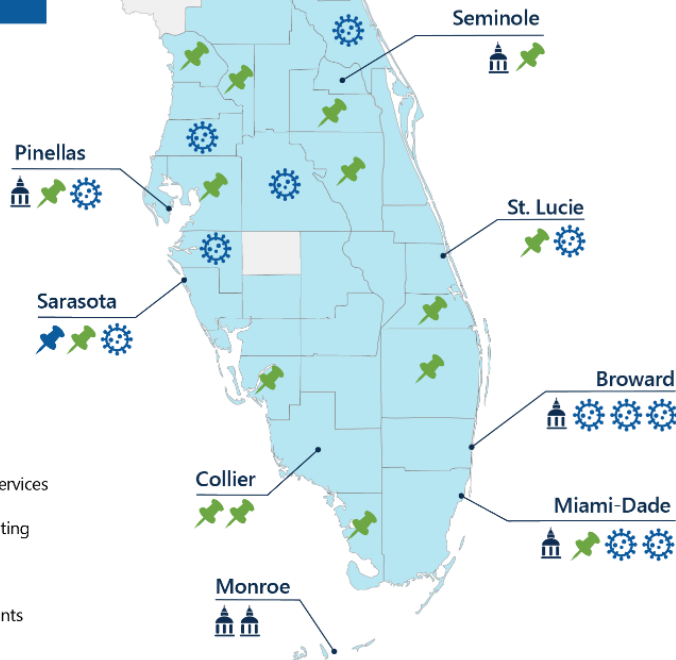 Seminole
Pinellas
St. Lucie
Sarasota
Broward
Collier
ervices
Miami-Dade
ting
Monroe
nts